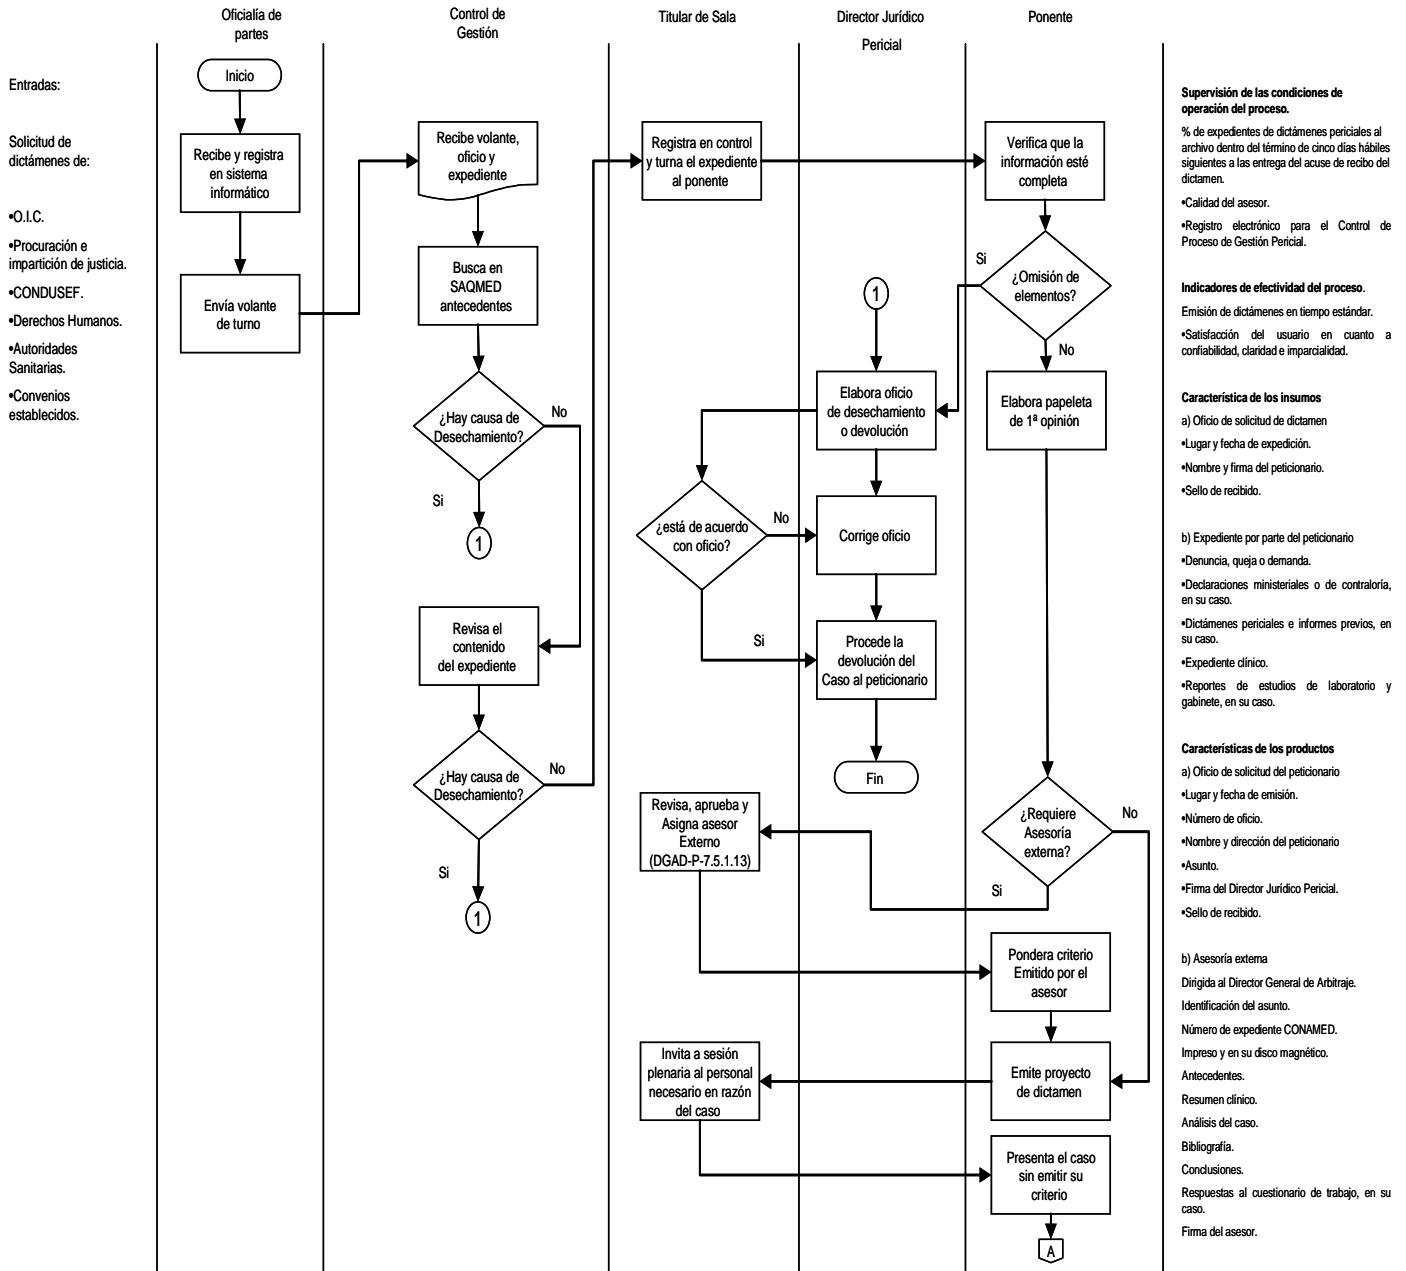 Oficialía de
partes
Control de
Gestión
Titular de Sala
Director Jurídico
Pericial
Ponente
Entradas:
Solicitud de
dictámenes de:
•O.I.C.
•Procuración e
impartición de justicia.
•CONDUSEF.
•Derechos Humanos.
•Autoridades
Sanitarias.
•Convenios
establecidos.
Inicio
Recibe y registra
en sistema
informático
Envía volante
de turno
Recibe volante,
oficio y
expediente
Busca en
SAQMED
antecedentes
¿Hay causa de
Desechamiento?
No
Si
1
Revisa el
contenido
del expediente
¿Hay causa de
Desechamiento?
No
Si
1
Registra en control
y turna el expediente
al ponente
¿está de acuerdo
con oficio?
No
Si
Revisa, aprueba y
Asigna asesor
Externo
(DGAD-P-7.5.1.13)
Invita a sesión
plenaria al personal
necesario en razón
del caso
1
Elabora oficio
de desechamiento
o devolución
Corrige oficio
Procede la
devolución del
Caso al peticionario
Fin
Verifica que la
información esté
completa
Si
¿Omisión de
elementos?
No
Elabora papeleta
de 1ª opinión
¿Requiere
Asesoría
externa?
No
Si
Pondera criterio
Emitido por el
asesor
Emite proyecto
de dictamen
Presenta el caso
sin emitir su
criterio
A
Supervisión de las condiciones de
operación del proceso.
% de expedientes de dictámenes periciales al
archivo dentro del término de cinco días hábiles
siguientes a las entrega del acuse de recibo del
dictamen.
•Calidad del asesor.
•Registro electrónico para el Control de
Proceso de Gestión Pericial.
Indicadores de efectividad del proceso.
Emisión de dictámenes en tiempo estándar.
•Satisfacción del usuario en cuanto a
confiabilidad, claridad e imparcialidad.
Característica de los insumos
a) Oficio de solicitud de dictamen
•Lugar y fecha de expedición.
•Nombre y firma del peticionario.
•Sello de recibido.
b) Expediente por parte del peticionario
•Denuncia, queja o demanda.
•Declaraciones ministeriales o de contraloría,
en su caso.
•Dictámenes periciales e informes previos, en
su caso.
•Expediente clínico.
•Reportes de estudios de laboratorio y
gabinete, en su caso.
Características de los productos
a) Oficio de solicitud del peticionario
•Lugar y fecha de emisión.
•Número de oficio.
•Nombre y dirección del peticionario
•Asunto.
•Firma del Director Jurídico Pericial.
•Sello de recibido.
b) Asesoría externa
Dirigida al Director General de Arbitraje.
Identificación del asunto.
Número de expediente CONAMED.
Impreso y en su disco magnético.
Antecedentes.
Resumen clínico.
Análisis del caso.
Bibliografía.
Conclusiones.
Respuestas al cuestionario de trabajo, en su
caso.
Firma del asesor.